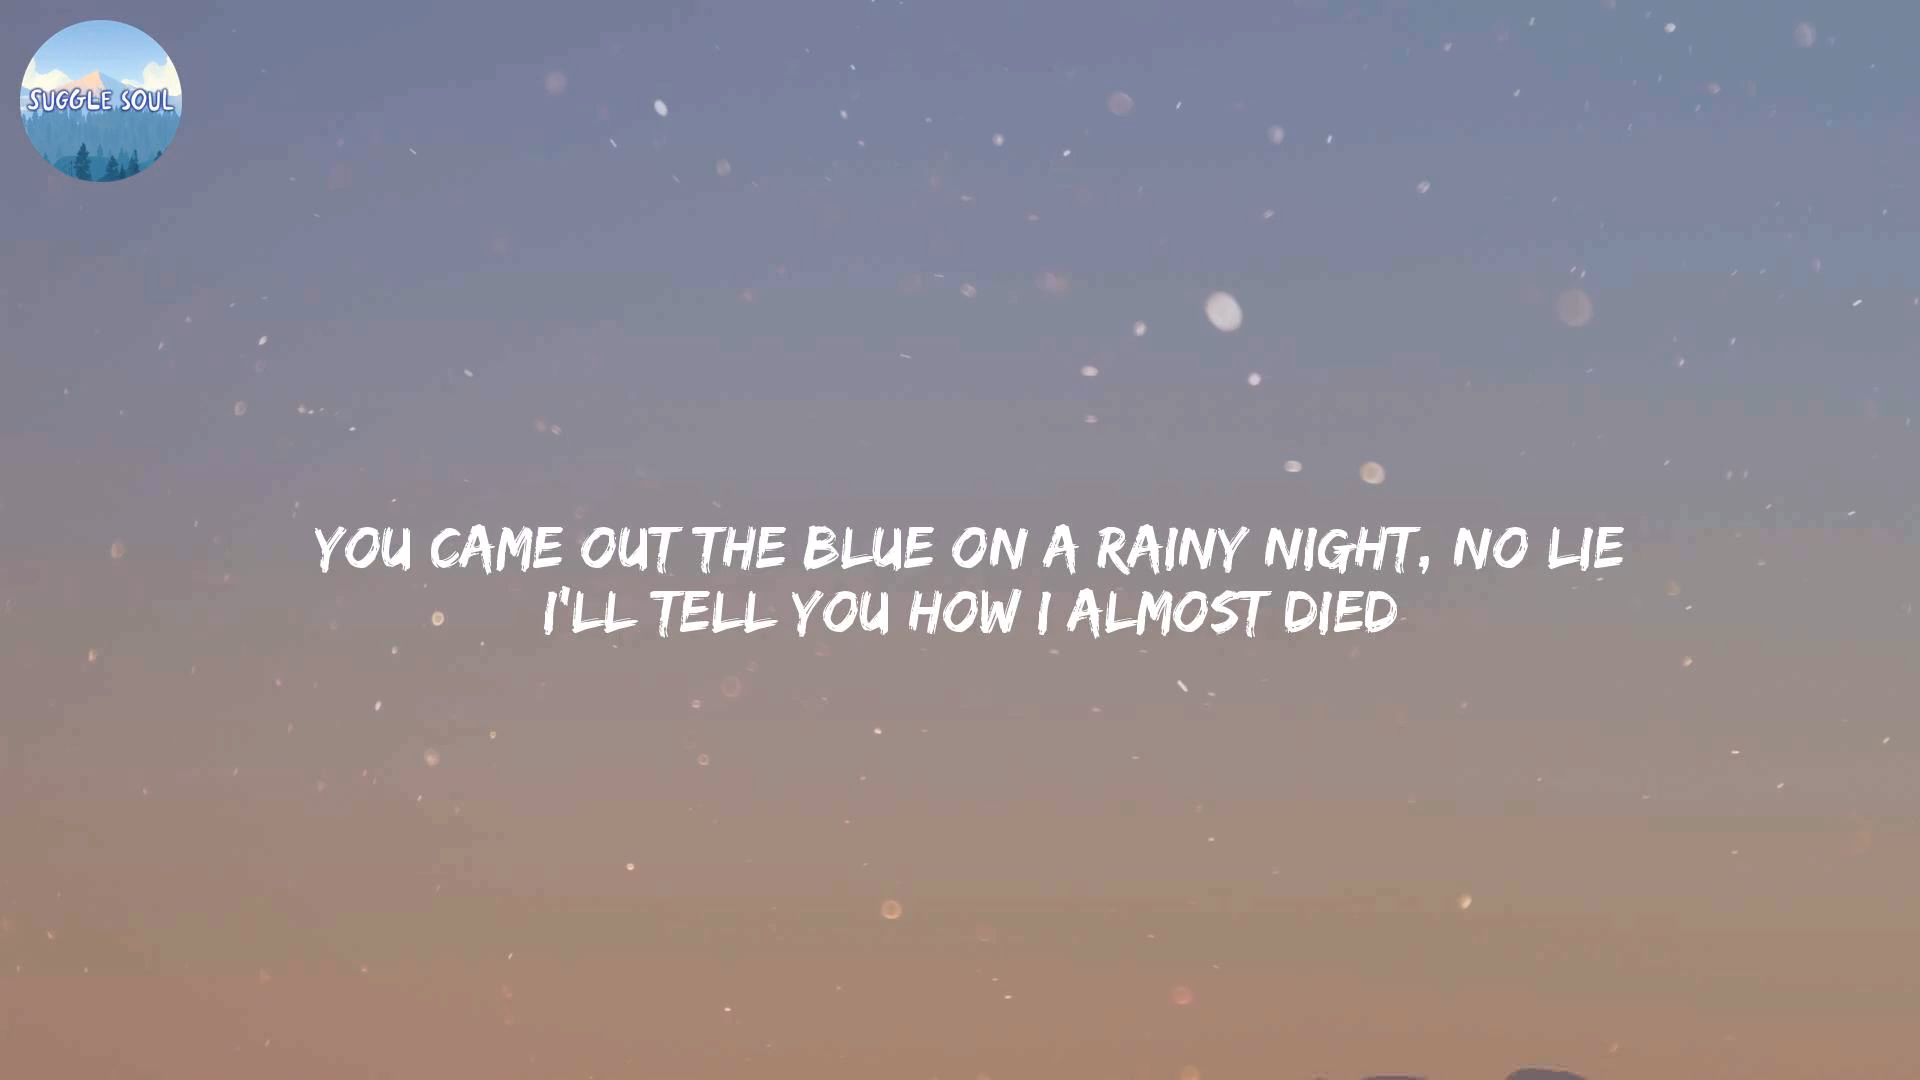 SUGGLE SOUL
YOU CAME OUT THE BLUE ON A RAINY NIGHT, NO LIE
I'LL TELL YOU HOW I ALMOST DIED